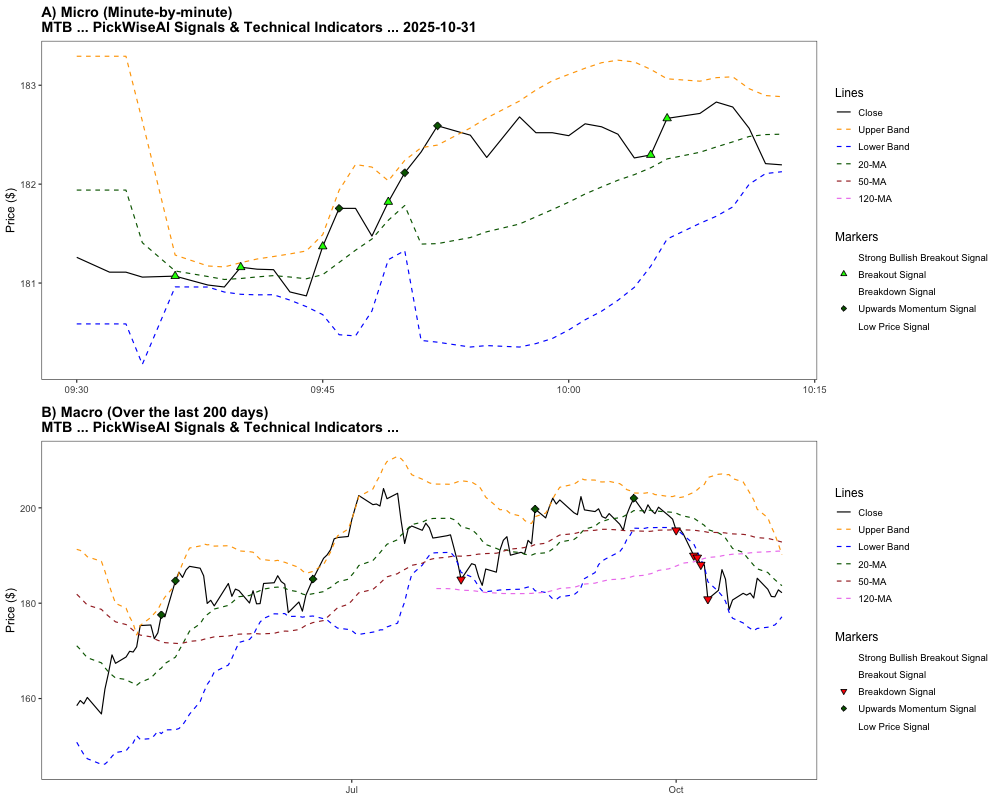 A) Micro (Minute-by-minute)
MTB ... PickWiseAI Signals & Technical Indicators ... 2025-10-31
Price ($)
183
182
181
09:30
09:45
10:00
10:15
Lines
Close
Upper Band
Lower Band
20-MA
50-MA
120-MA
Markers
Strong Bullish Breakout Signal
Breakout Signal
Breakdown Signal
Upwards Momentum Signal
Low Price Signal
B) Macro (Over the last 200 days)
MTB ... PickWiseAI Signals & Technical Indicators ...
Price ($)
200
180
160
Jul
Oct
Lines
Close
Upper Band
Lower Band
20-MA
50-MA
120-MA
Markers
Strong Bullish Breakout Signal
Breakout Signal
Breakdown Signal
Upwards Momentum Signal
Low Price Signal